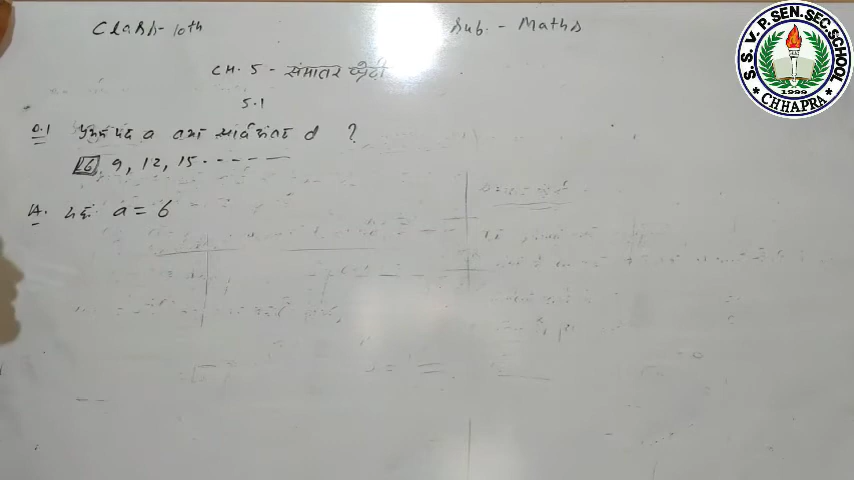 Class- 10th
Sub. - Maths
S. S. V. P. SEN. SEC. SCHOOL
1999
CHHAPRA
CH. 5 - समातर श्रेढी
5.1
Q.1 प्रथम पद a तथा सार्व अंतर d ?
6, 9, 12, 15 - - - - -
A. यहाँ a = 6